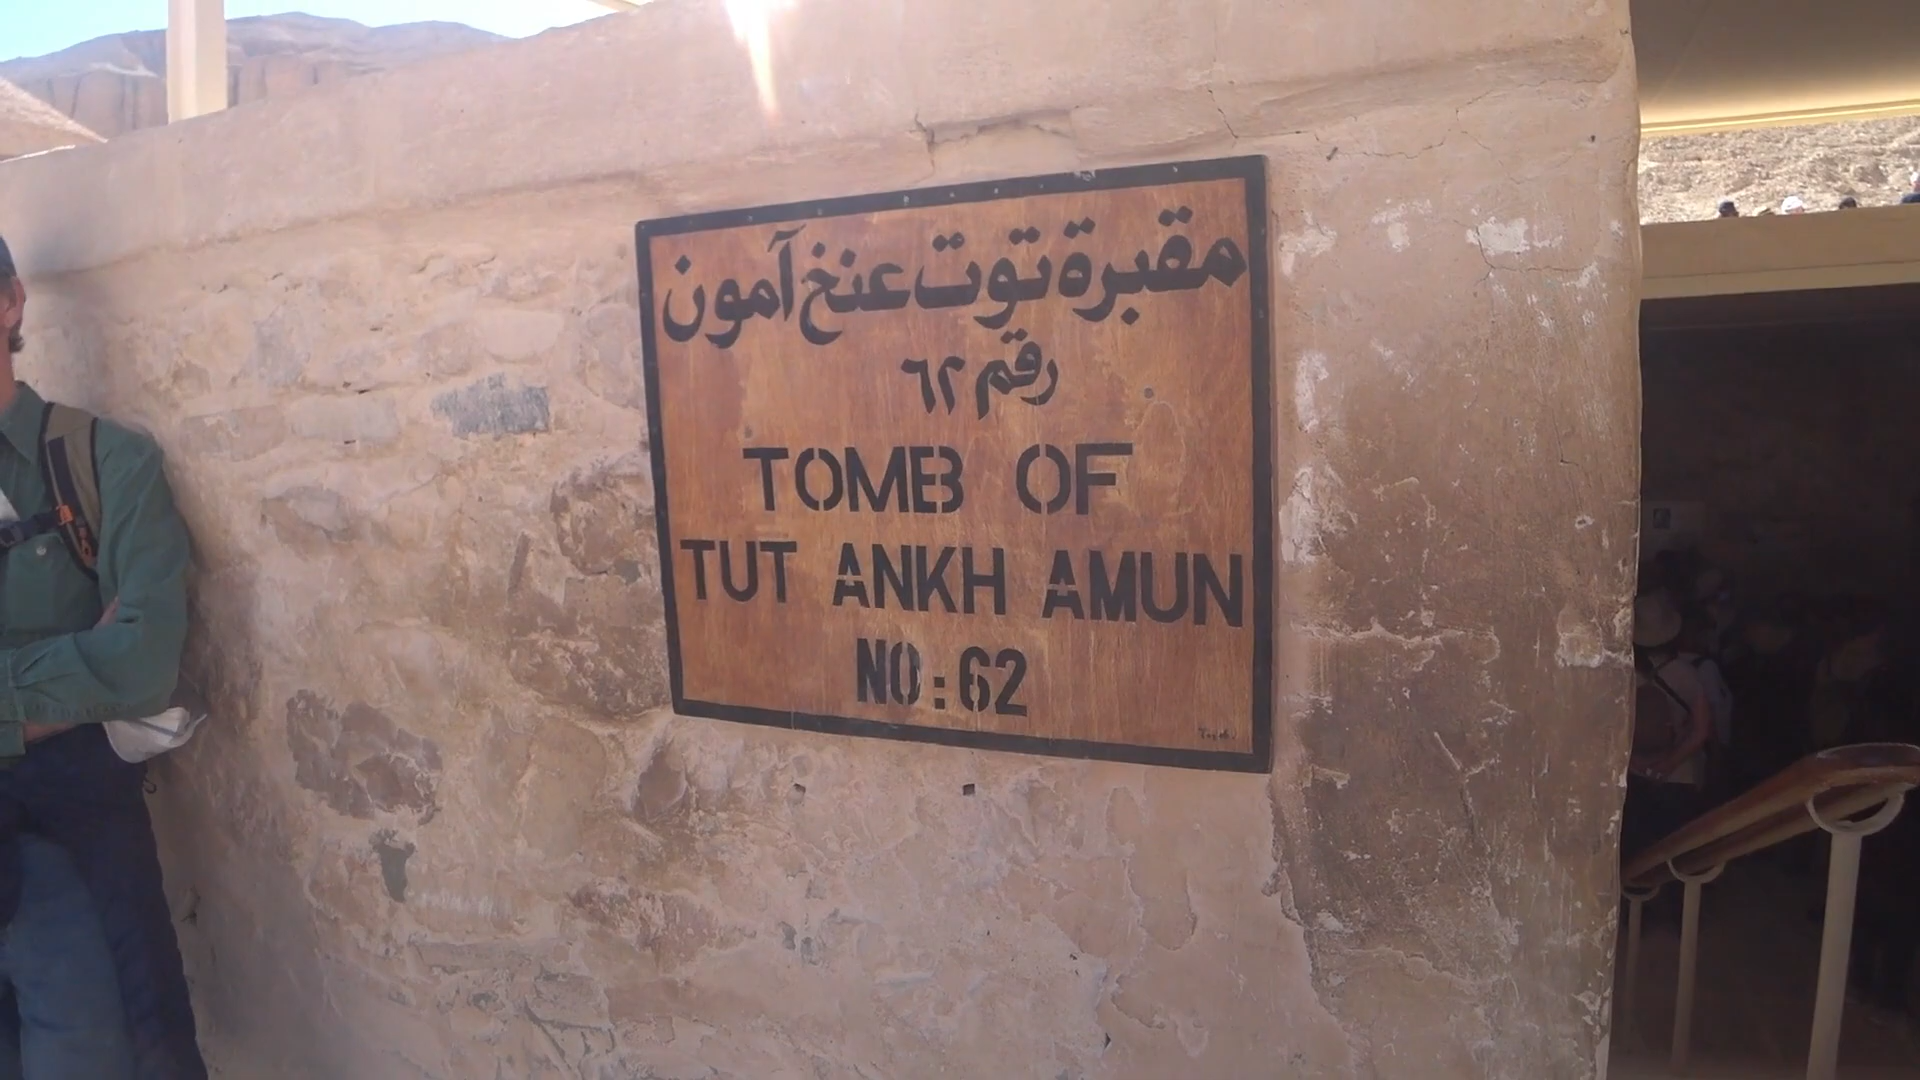 مقبرة توت عنخ آمون
رقم ٦٢
TOMB OF
TUT ANKH AMUN
NO: 62